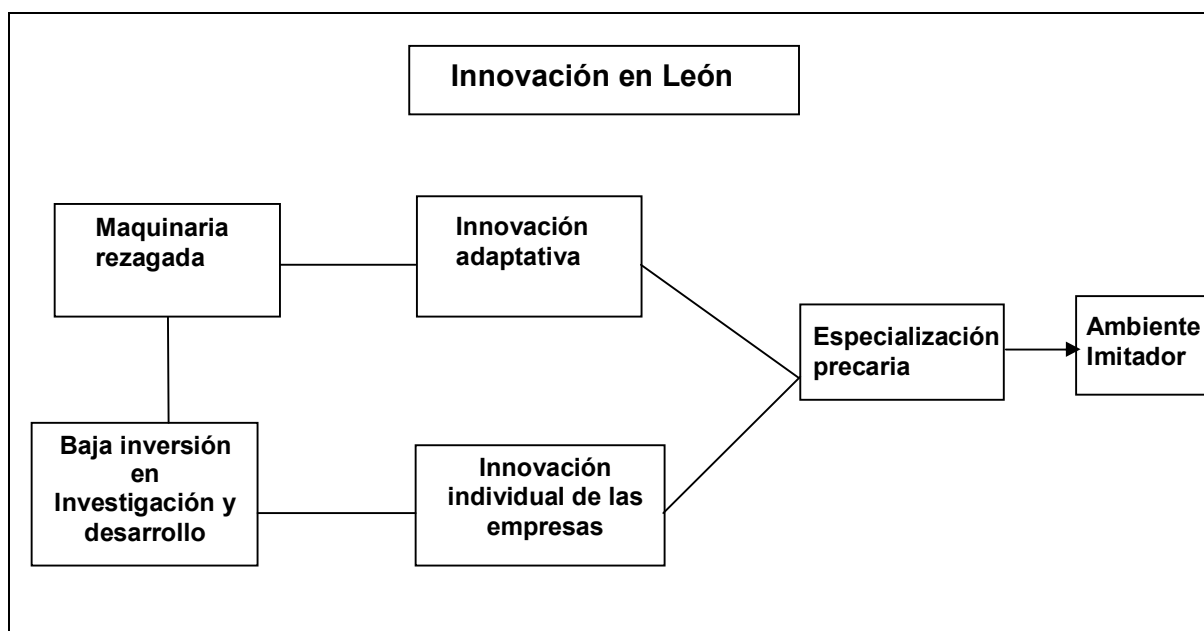 Innovación en León
Maquinaria
rezagada
Innovación
adaptativa
Especialización
precaria
Ambiente
Imitador
Baja inversión
en
Investigación y
desarrollo
Innovación
individual de las
empresas